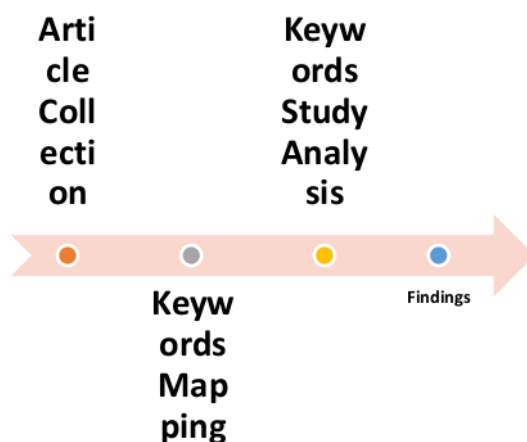 Arti
cle
Coll
ecti
on
Keyw
ords
Map
ping
Keyw
ords
Study
Analy
sis
Findings